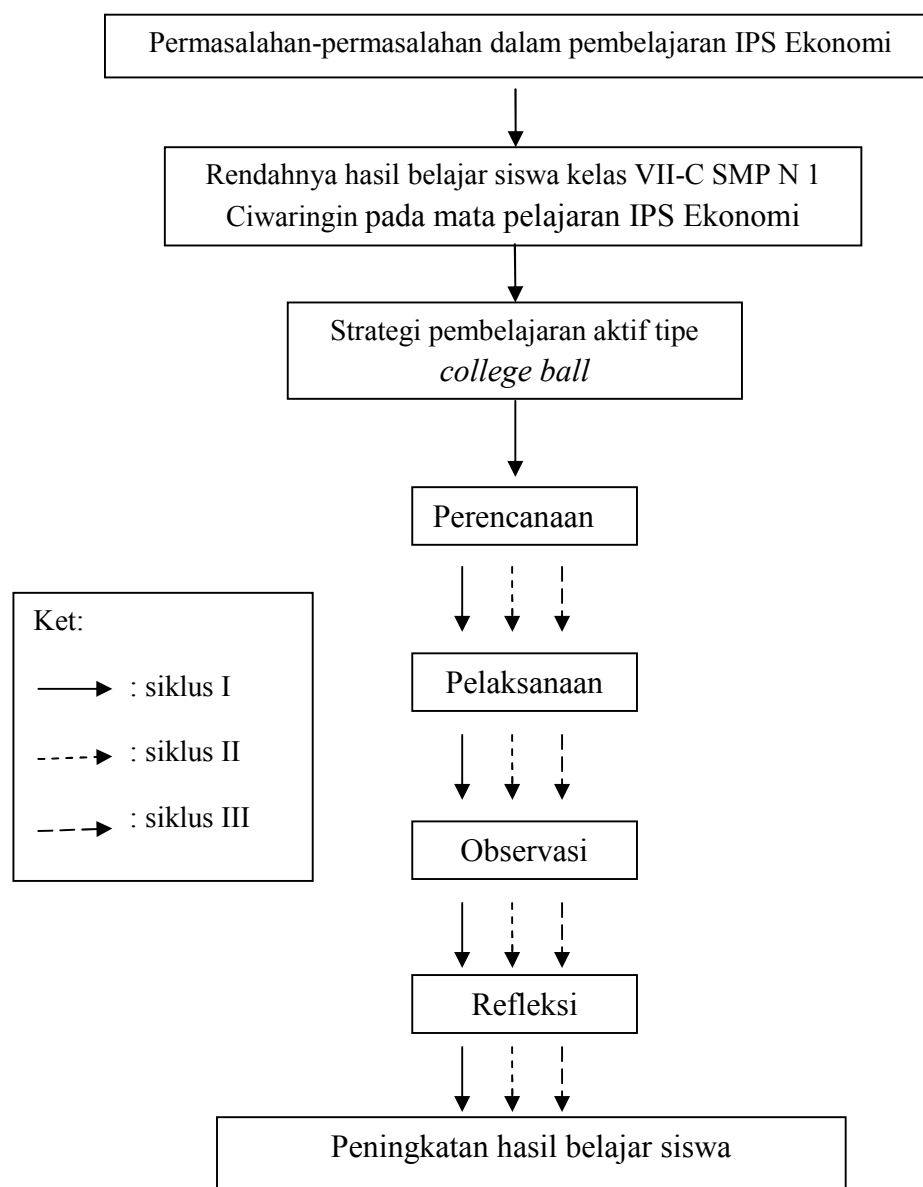 Permasalahan-permasalahan dalam pembelajaran IPS Ekonomi
Rendahnya hasil belajar siswa kelas VII-C SMP N 1
Ciwaringin pada mata pelajaran IPS Ekonomi
Strategi pembelajaran aktif tipe
college ball
Perencanaan
Ket:
: siklus I
: siklus II
: siklus III
Pelaksanaan
Observasi
Refleksi
Peningkatan hasil belajar siswa